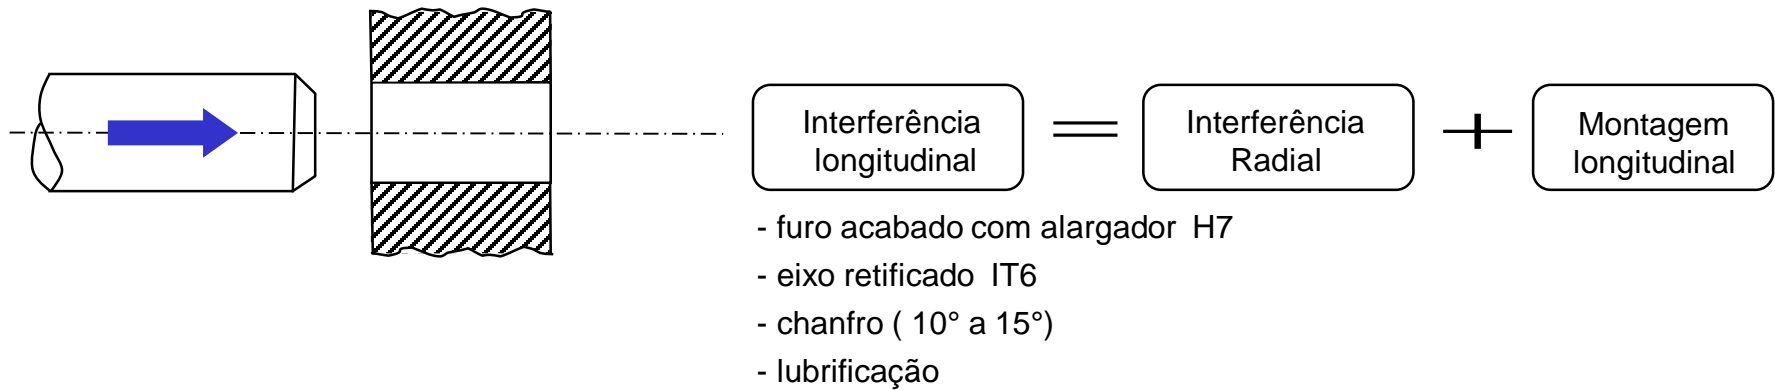 Interferência
longitudinal
=
Interferência
Radial
+
Montagem
longitudinal
- furo acabado com alargador H7
- eixo retificado IT6
- chanfro ( 10° a 15°)
- lubrificação